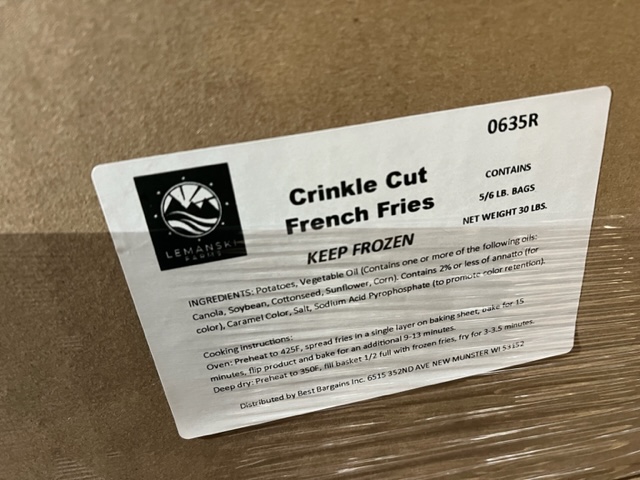 0635R
LEMANSKI
FARMS
Crinkle Cut
French Fries
KEEP FROZEN
CONTAINS
5/6 LB. BAGS
NET WEIGHT 30 LBS.
INGREDIENTS: Potatoes, Vegetable Oil (Contains one or more of the following oils:
Canola, Soybean, Cottonseed, Sunflower, Corn). Contains 2% or less of annatto (for
color), Caramel Color, Salt, Sodium Acid Pyrophosphate (to promote color retention).
Cooking Instructions:
Oven: Preheat to 425F, spread fries in a single layer on baking sheet, bake for 15
minutes, flip product and bake for an additional 9-13 minutes.
Deep dry: Preheat to 350F, fill basket 1/2 full with frozen fries, fry for 3-3.5 minutes.
Distributed by Best Bargains Inc. 6515 352ND AVE NEW MUNSTER WI 53152